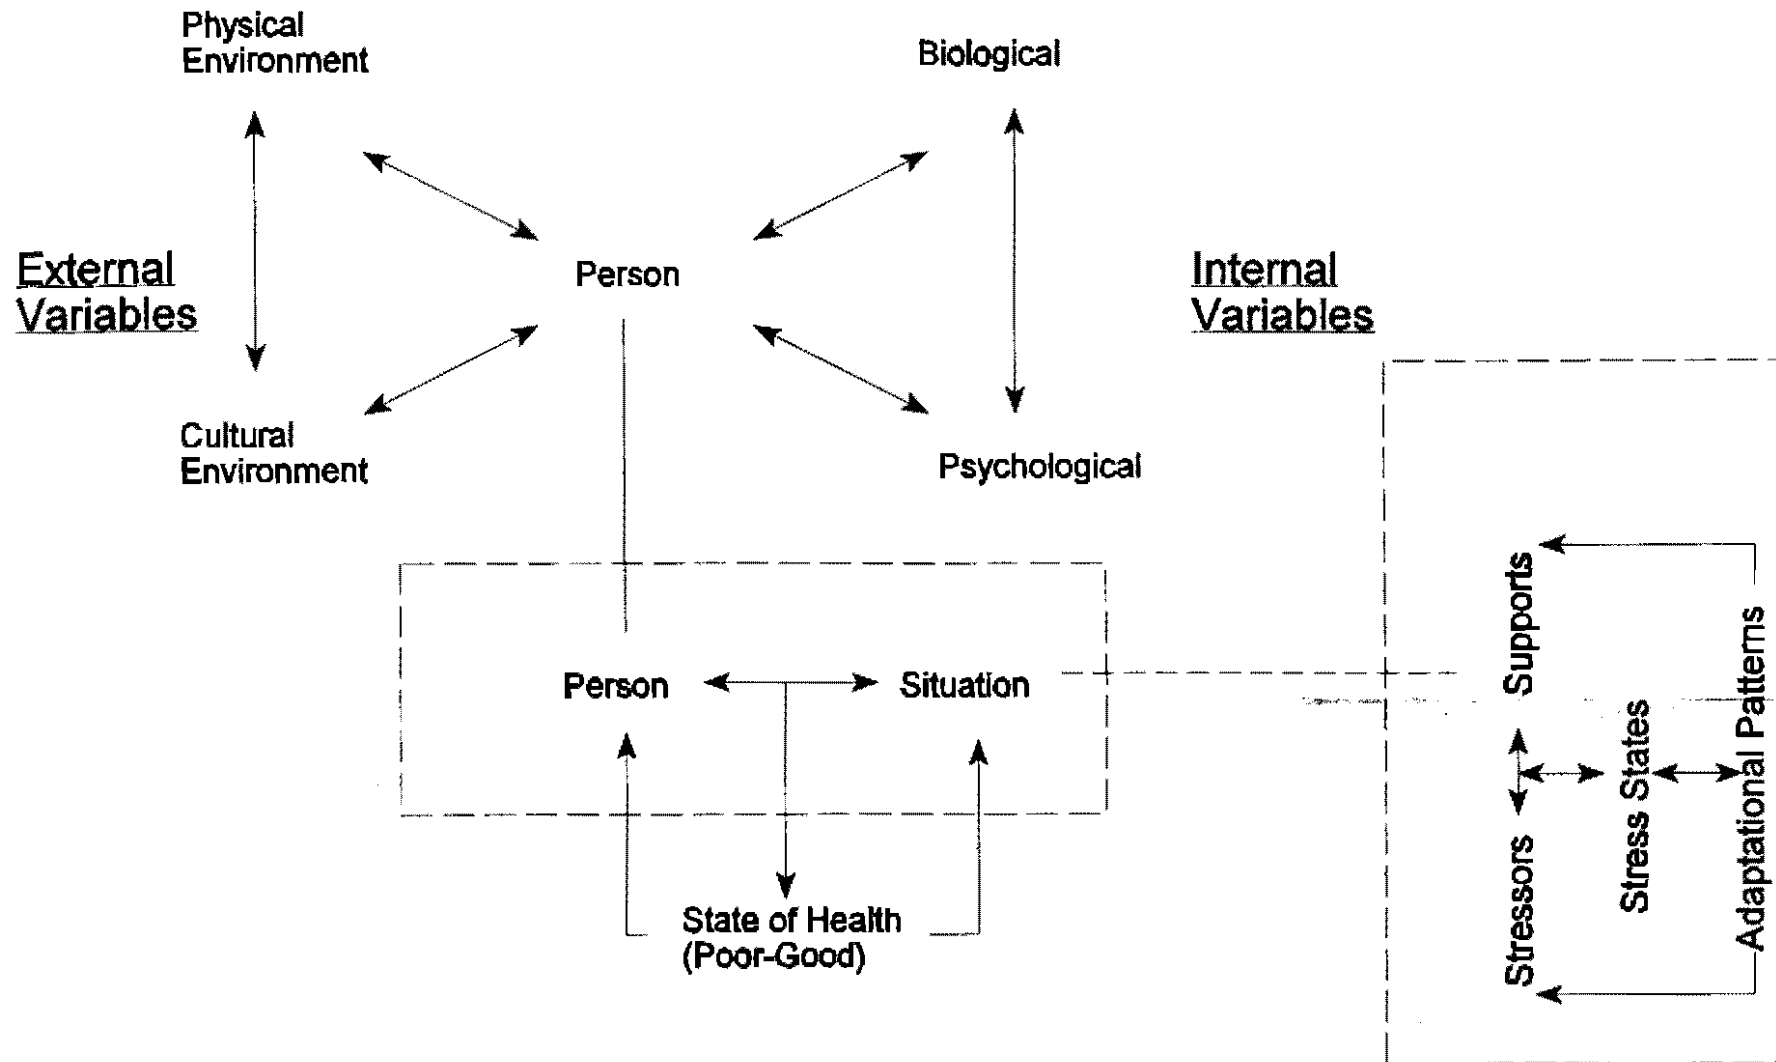 Physical
Environment
Biological
External
Variables
Person
Internal
Variables
Cultural
Environment
Psychological
Person
Situation
State of Health
(Poor-Good)
Supports
Stressors
Stress States
Adaptational Patterns